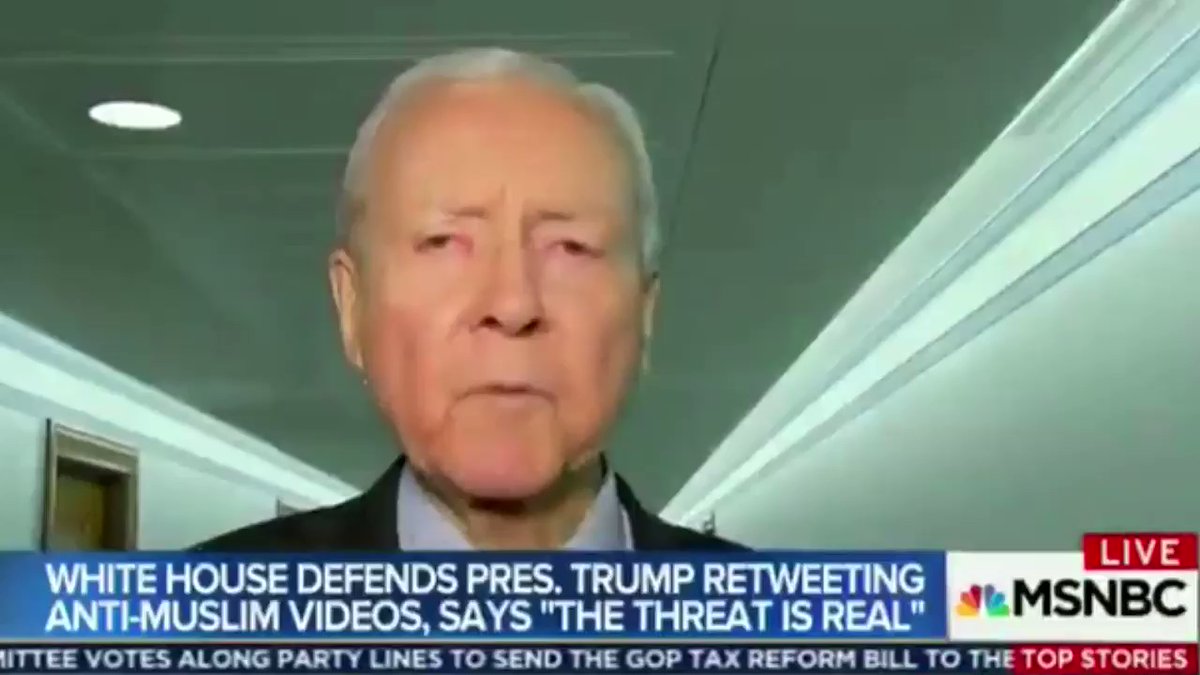 WHITE HOUSE DEFENDS PRES. TRUMP RETWEETING
ANTI-MUSLIM VIDEOS, SAYS "THE THREAT IS REAL"
LIVE
MSNBC
VOTES ALONG PARTY LINES TO SEND THE GOP TAX REFORM BILL TO THE
TOP STORIES